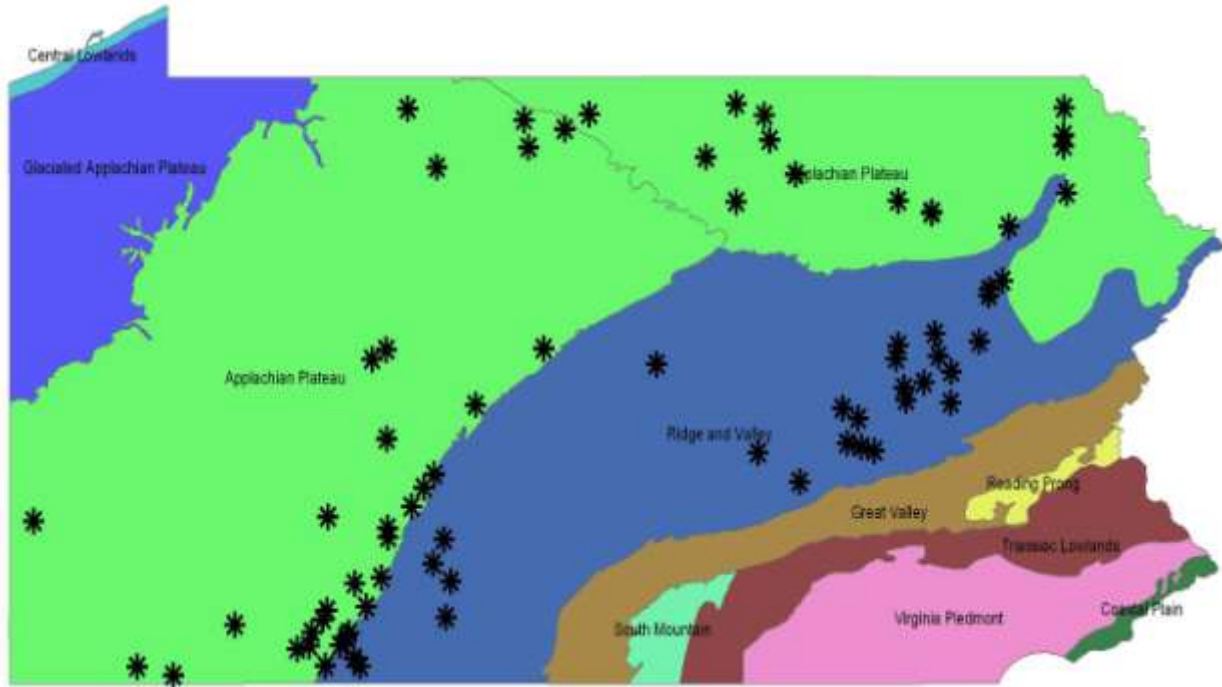 Central Lowlands
Glaciated Applachian Plateau
Applachian Plateau
Applachian Plateau
Ridge and Valley
Reading Prong
Great Valley
Triassic Lowlands
South Mountain
Virginia Piedmont
Coastal Plain